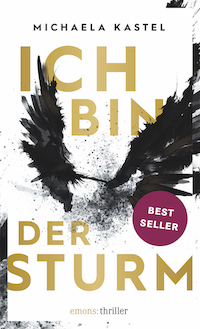 MICHAELA KASTEL
ICH
BIN
DER
BEST
SELLER
STURM
emons:thriller